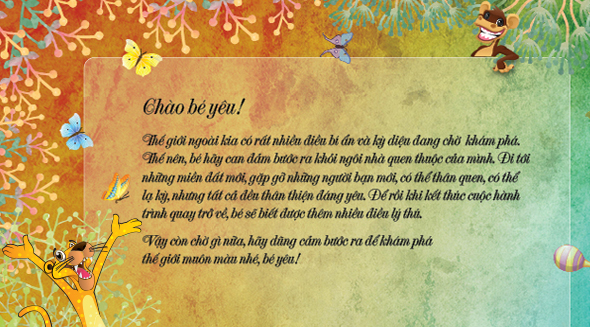 Chào bé yêu!
Thế giới ngoài kia có rất nhiều điều bí ẩn và kỳ diệu đang chờ khám phá.
Thế nên, bé hãy can đảm bước ra khỏi ngôi nhà quen thuộc của mình. Đi tới
những miền đất mới, gặp gỡ những người bạn mới, có thể thân quen, có thể
lạ kỳ, nhưng tất cả đều thân thiện đáng yêu. Để rồi khi kết thúc cuộc hành
trình quay trở về, bé sẽ biết được thêm nhiều điều lý thú.
Vậy còn chờ gì nữa, hãy dũng cảm bước ra để khám phá
thế giới muôn màu nhé, bé yêu!